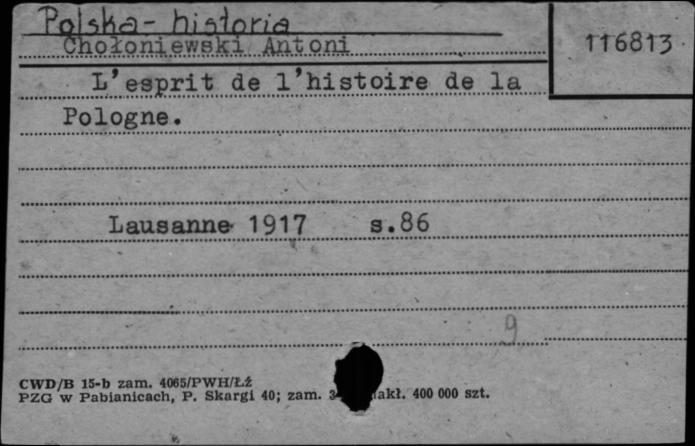 Polska - historia
Chołoniewski Antoni
116813
L'esprit de l'histoire de la
Pologne.
Lausanne 1917 s.86
9
CWD/B 15-b zam. 4065/PWH/Łż
PZG w Pabianicach, P. Skargi 40; zam. 400 000 szt.